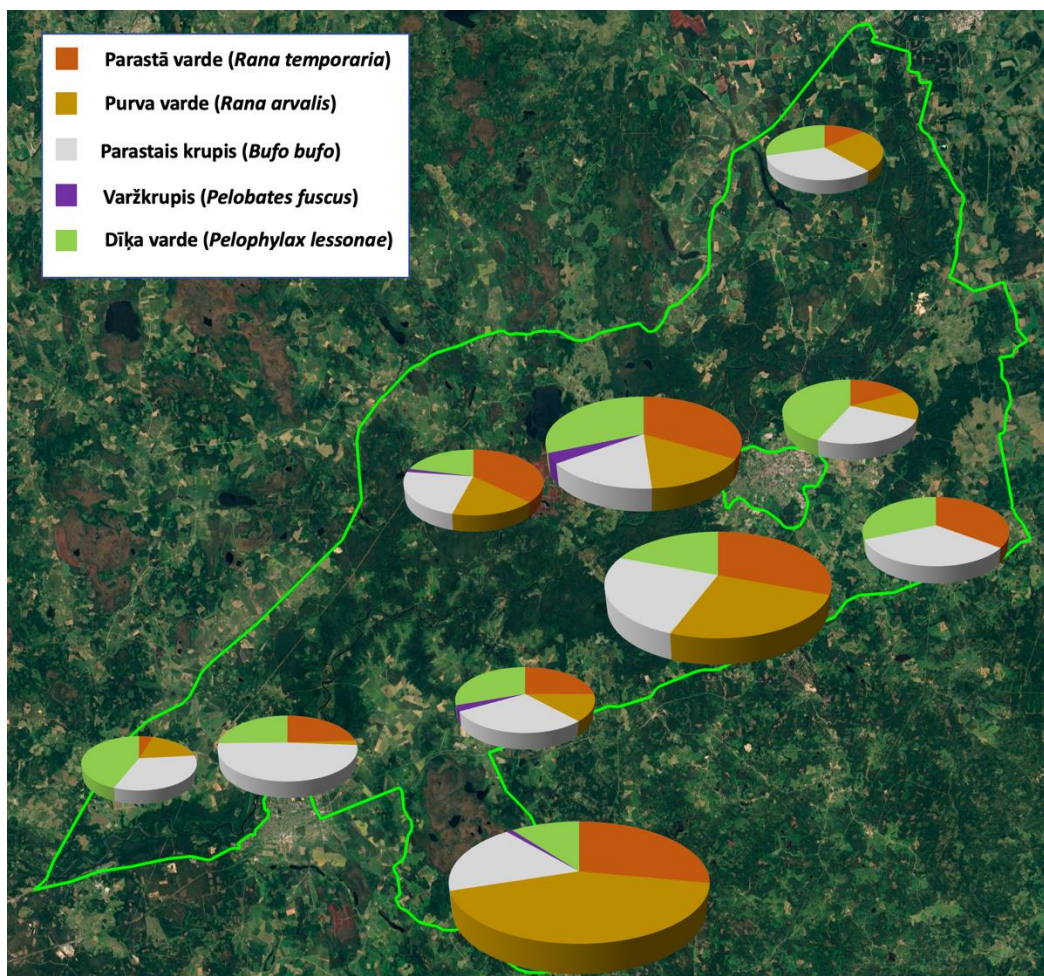 Parastā varde (Rana temporaria)
Purva varde (Rana arvalis)
Parastais krupis (Bufo bufo)
Varžkrupis (Pelobates fuscus)
Dīķa varde (Pelophylax lessonae)